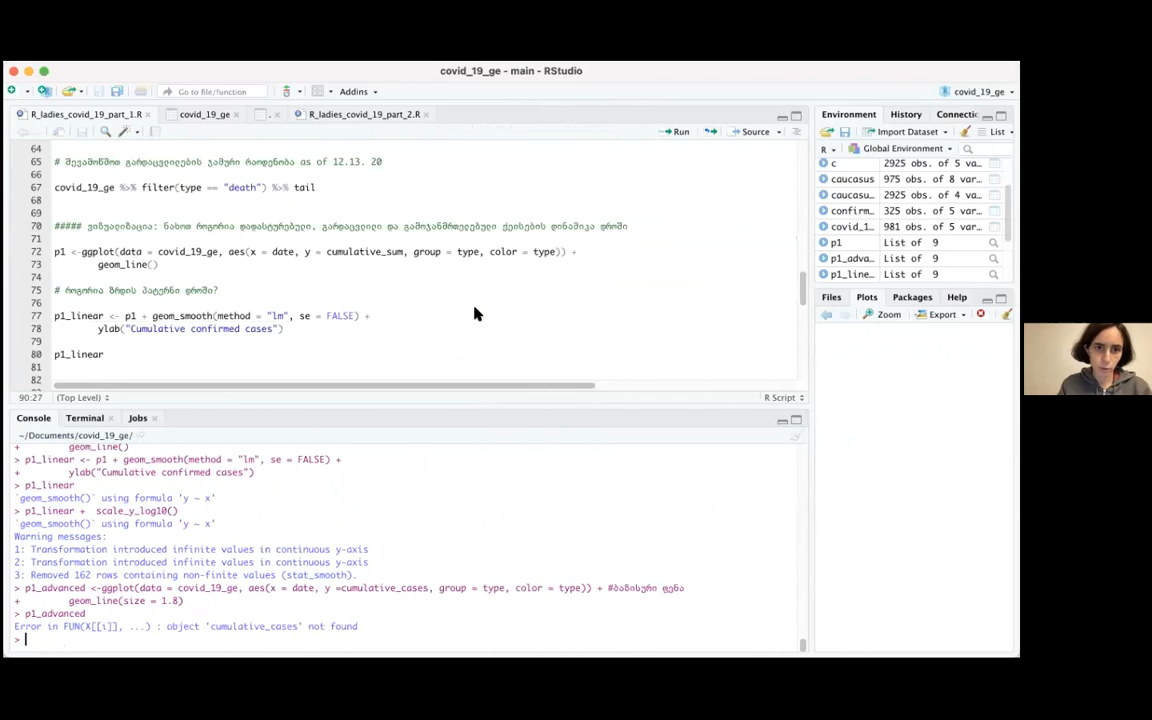 covid_19_ge - main - RStudio
Go to file/function
Addins
covid_19_ge
R_ladies_covid_19_part_1.R
covid_19_ge
R_ladies_covid_19_part_2.R
Run
Source
64
65 # შევამოწმოთ გარდაცვილების ჯამური რაოდენობა as of 12.13. 20
66
67 covid_19_ge %>% filter(type == "death") %>% tail
68
69
70 ##### ვიზუალიზაცია: ნახოთ როგორია დადასტურებული, გარდაცვლილი და გამოჯანმრთელებული ქეისების დინამიკა დროში
71
72 p1 <-ggplot(data = covid_19_ge, aes(x = date, y = cumulative_sum, group = type, color = type)) +
73 geom_line()
74
75 # როგორია ზრდის პატერნი დროში?
76
77 p1_linear <- p1 + geom_smooth(method = "lm", se = FALSE) +
78 ylab("Cumulative confirmed cases")
79
80 p1_linear
81
82
90:27 (Top Level) R Script
Console Terminal Jobs
~/Documents/covid_19_ge/
+ geom_line()
> p1_linear <- p1 + geom_smooth(method = "lm", se = FALSE) +
+ ylab("Cumulative confirmed cases")
> p1_linear
`geom_smooth()` using formula 'y ~ x'
> p1_linear + scale_y_log10()
`geom_smooth()` using formula 'y ~ x'
Warning messages:
1: Transformation introduced infinite values in continuous y-axis
2: Transformation introduced infinite values in continuous y-axis
3: Removed 162 rows containing non-finite values (stat_smooth).
> p1_advanced <-ggplot(data = covid_19_ge, aes(x = date, y =cumulative_cases, group = type, color = type)) + #ბაზისური ფენა
+ geom_line(size = 1.8)
> p1_advanced
Error in FUN(X[[i]], ...) : object 'cumulative_cases' not found
>
Environment History Connectic
Import Dataset List
R Global Environment
c 2925 obs. of 5 va…
caucasus 975 obs. of 8 var…
caucasu… 2925 obs. of 4 va…
confirm… 325 obs. of 5 vari…
covid_1… 981 obs. of 5 vari…
p1 List of 9
p1_adva… List of 9
p1_line… List of 9
Files Plots Packages Help
Zoom Export